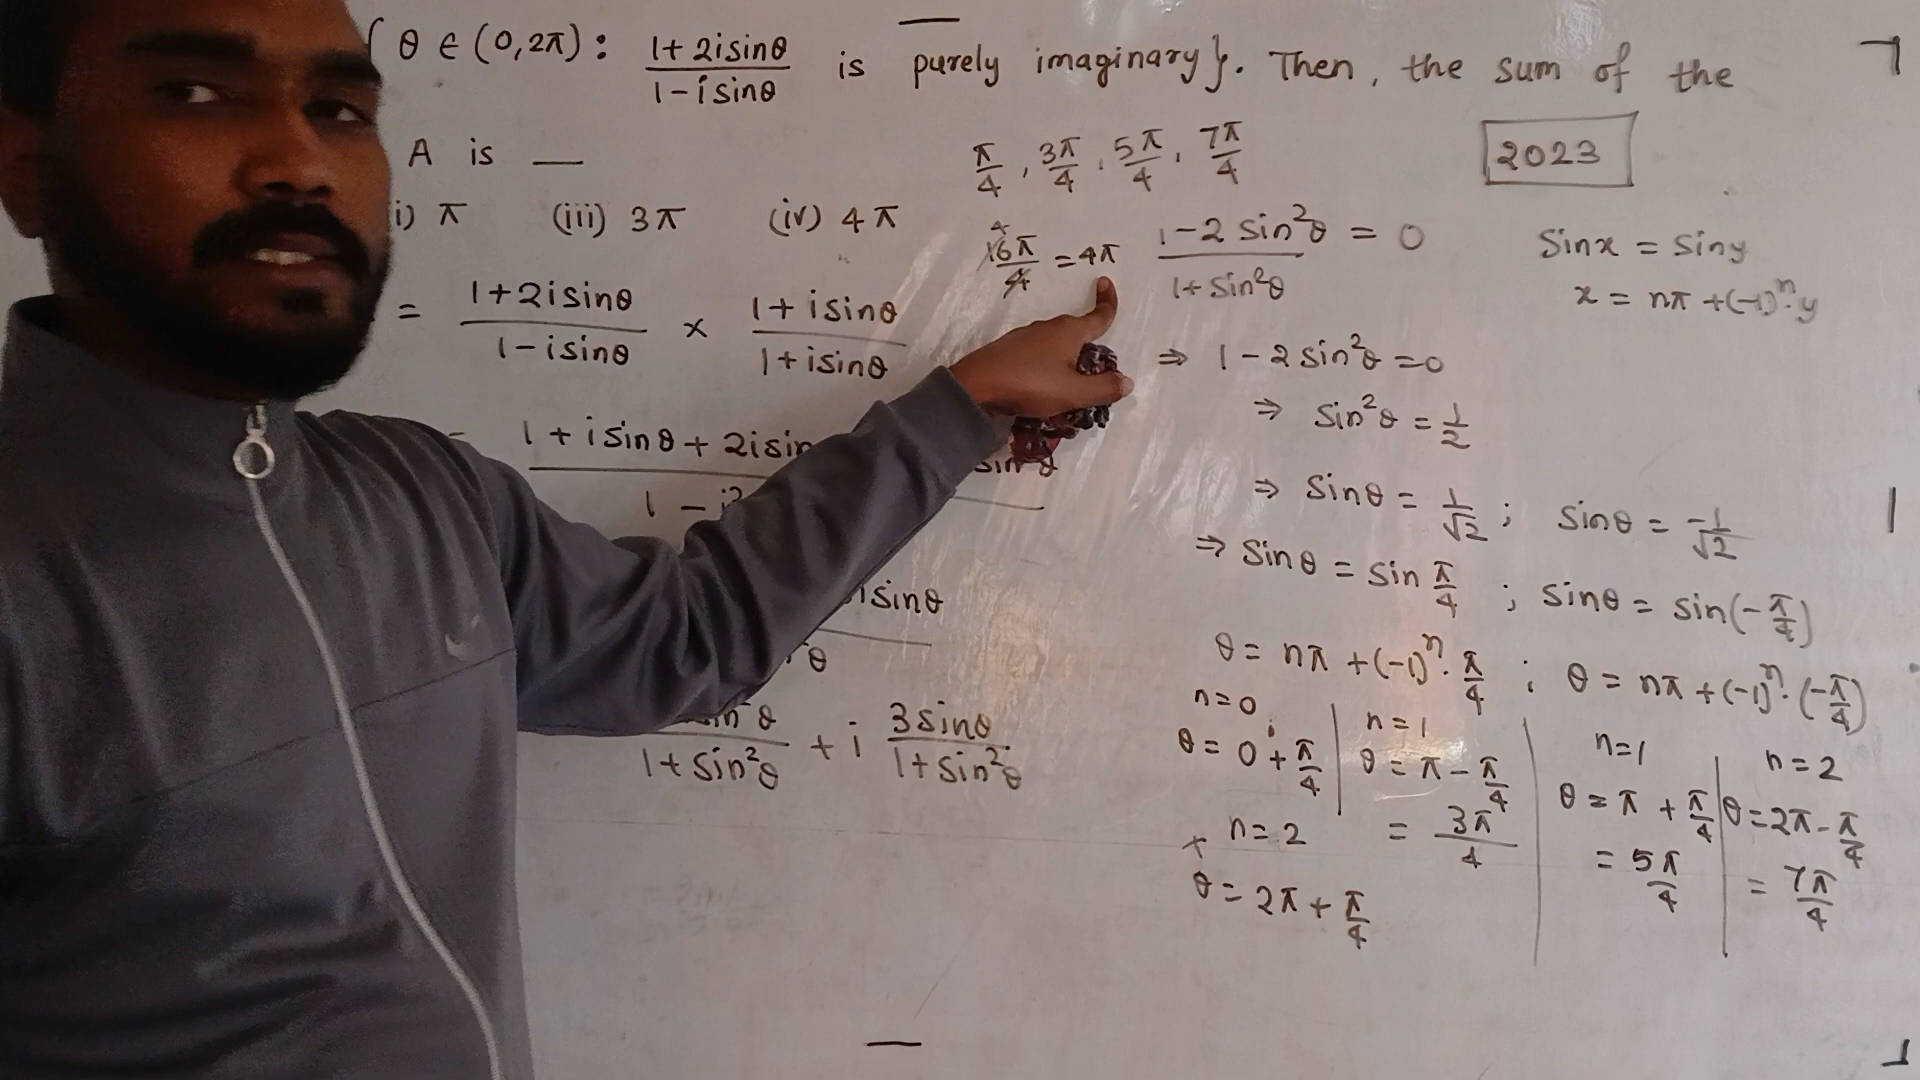 { θ ∈ (0,2π) : (1+2isinθ)/(1-isinθ) is purely imaginary}. Then, the sum of the
A is __
π/4, 3π/4, 5π/4, 7π/4
2023
i) π (iii) 3π (iv) 4π
16π/4 = 4π
= (1+2isinθ)/(1-isinθ) × (1+isinθ)/(1+isinθ)
1+isinθ+2isin
sinθ
1-i²
isinθ
θ
θ/(1+sin²θ) + i 3sinθ/(1+sin²θ)
(1-2sin²θ)/(1+sin²θ) = 0
⇒ 1-2sin²θ=0
⇒ sin²θ = 1/2
⇒ sinθ = 1/√2 ; sinθ = -1/√2
⇒ sinθ = sin π/4 ; sinθ = sin(-π/4)
θ = nπ+(-1)ⁿ.π/4 ; θ = nπ+(-1)ⁿ.(-π/4)
n=0
θ = 0+π/4
n=1
θ = π-π/4
= 3π/4
n=2
θ = 2π+π/4
n=1
θ = π+π/4
= 5π/4
n=2
θ=2π-π/4
= 7π/4
Sinx = Siny
x = nπ+(-1)ⁿ.y